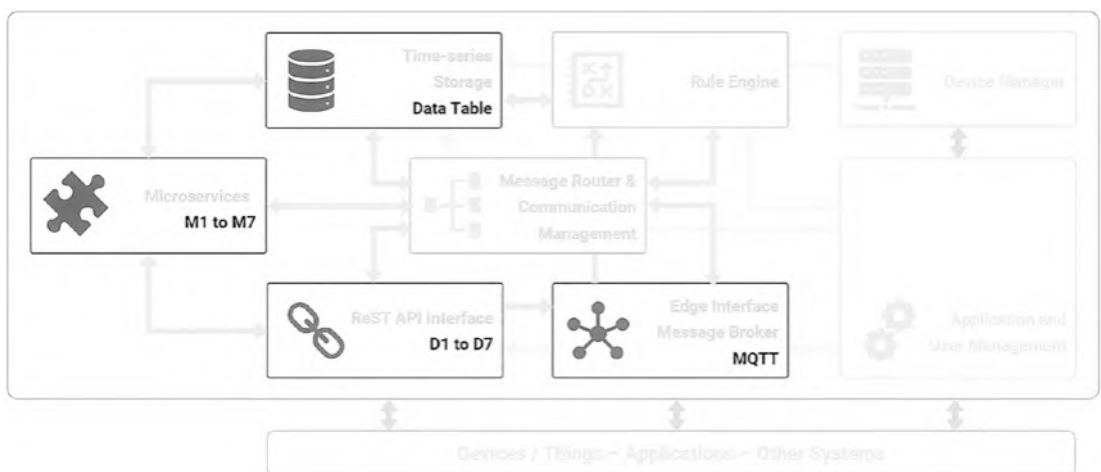 Time-series
Storage
Data Table
Rule Engine
Device Manager
Microservices
M1 to M7
Message Router &
Communication
Management
ReST API Interface
D1 to D7
Edge Interface
Message Broker
MQTT
Application and
User Management
Devices / Things – Applications – Other Systems